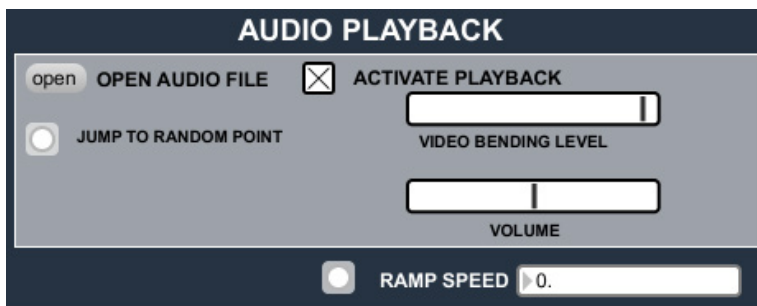 AUDIO PLAYBACK
open OPEN AUDIO FILE ACTIVATE PLAYBACK
JUMP TO RANDOM POINT
VIDEO BENDING LEVEL
VOLUME
RAMP SPEED 0.